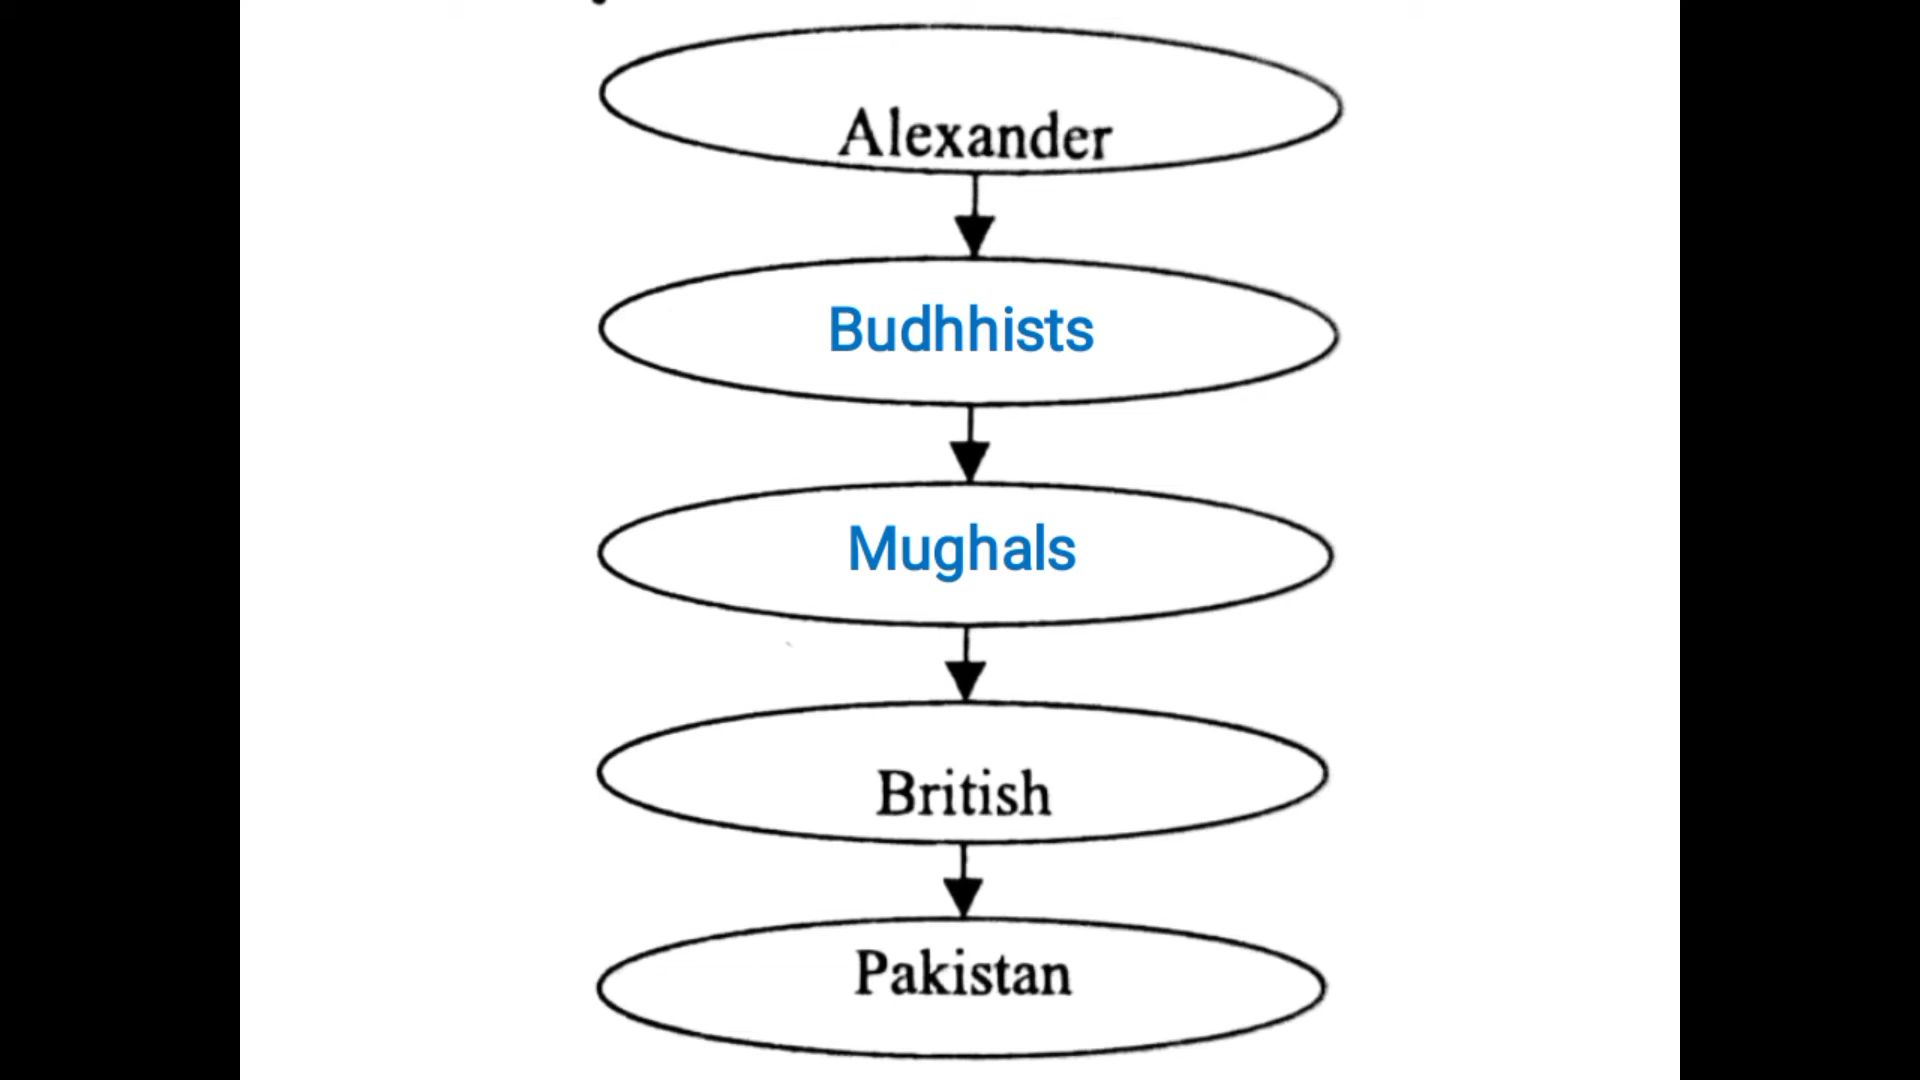 Alexander
Budhhists
Mughals
British
Pakistan